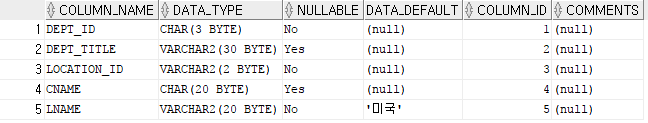 COLUMN_NAME DATA_TYPE NULLABLE DATA_DEFAULT COLUMN_ID COMMENTS
1 DEPT_ID CHAR(3 BYTE) No (null) 1 (null)
2 DEPT_TITLE VARCHAR2(30 BYTE) Yes (null) 2 (null)
3 LOCATION_ID VARCHAR2(2 BYTE) No (null) 3 (null)
4 CNAME CHAR(20 BYTE) Yes (null) 4 (null)
5 LNAME VARCHAR2(20 BYTE) No '미국' 5 (null)